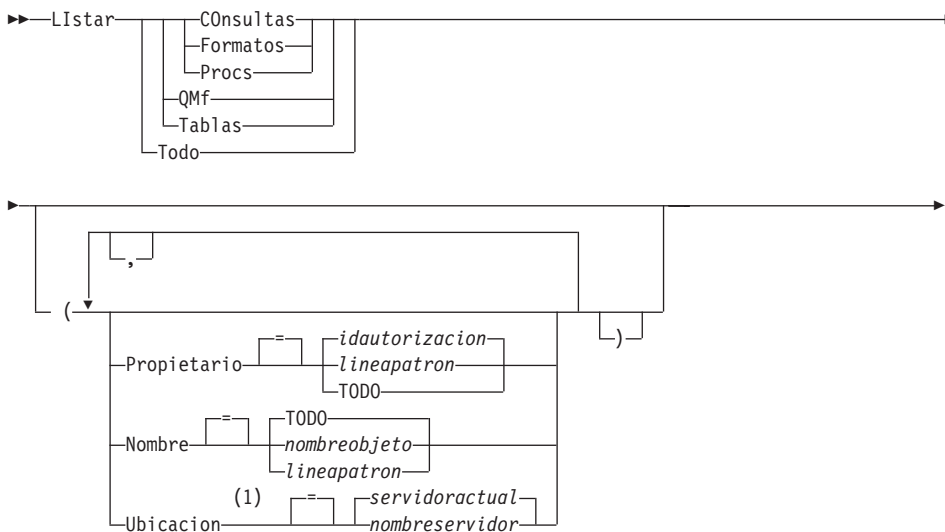 LIstar COnsultas
Formatos
Procs
QMf
Tablas
Todo
,
(
)
Propietario = idautorizacion
lineapatron
TODO
Nombre = TODO
nombreobjeto
lineapatron
(1)
Ubicacion = servidoractual
nombreservidor